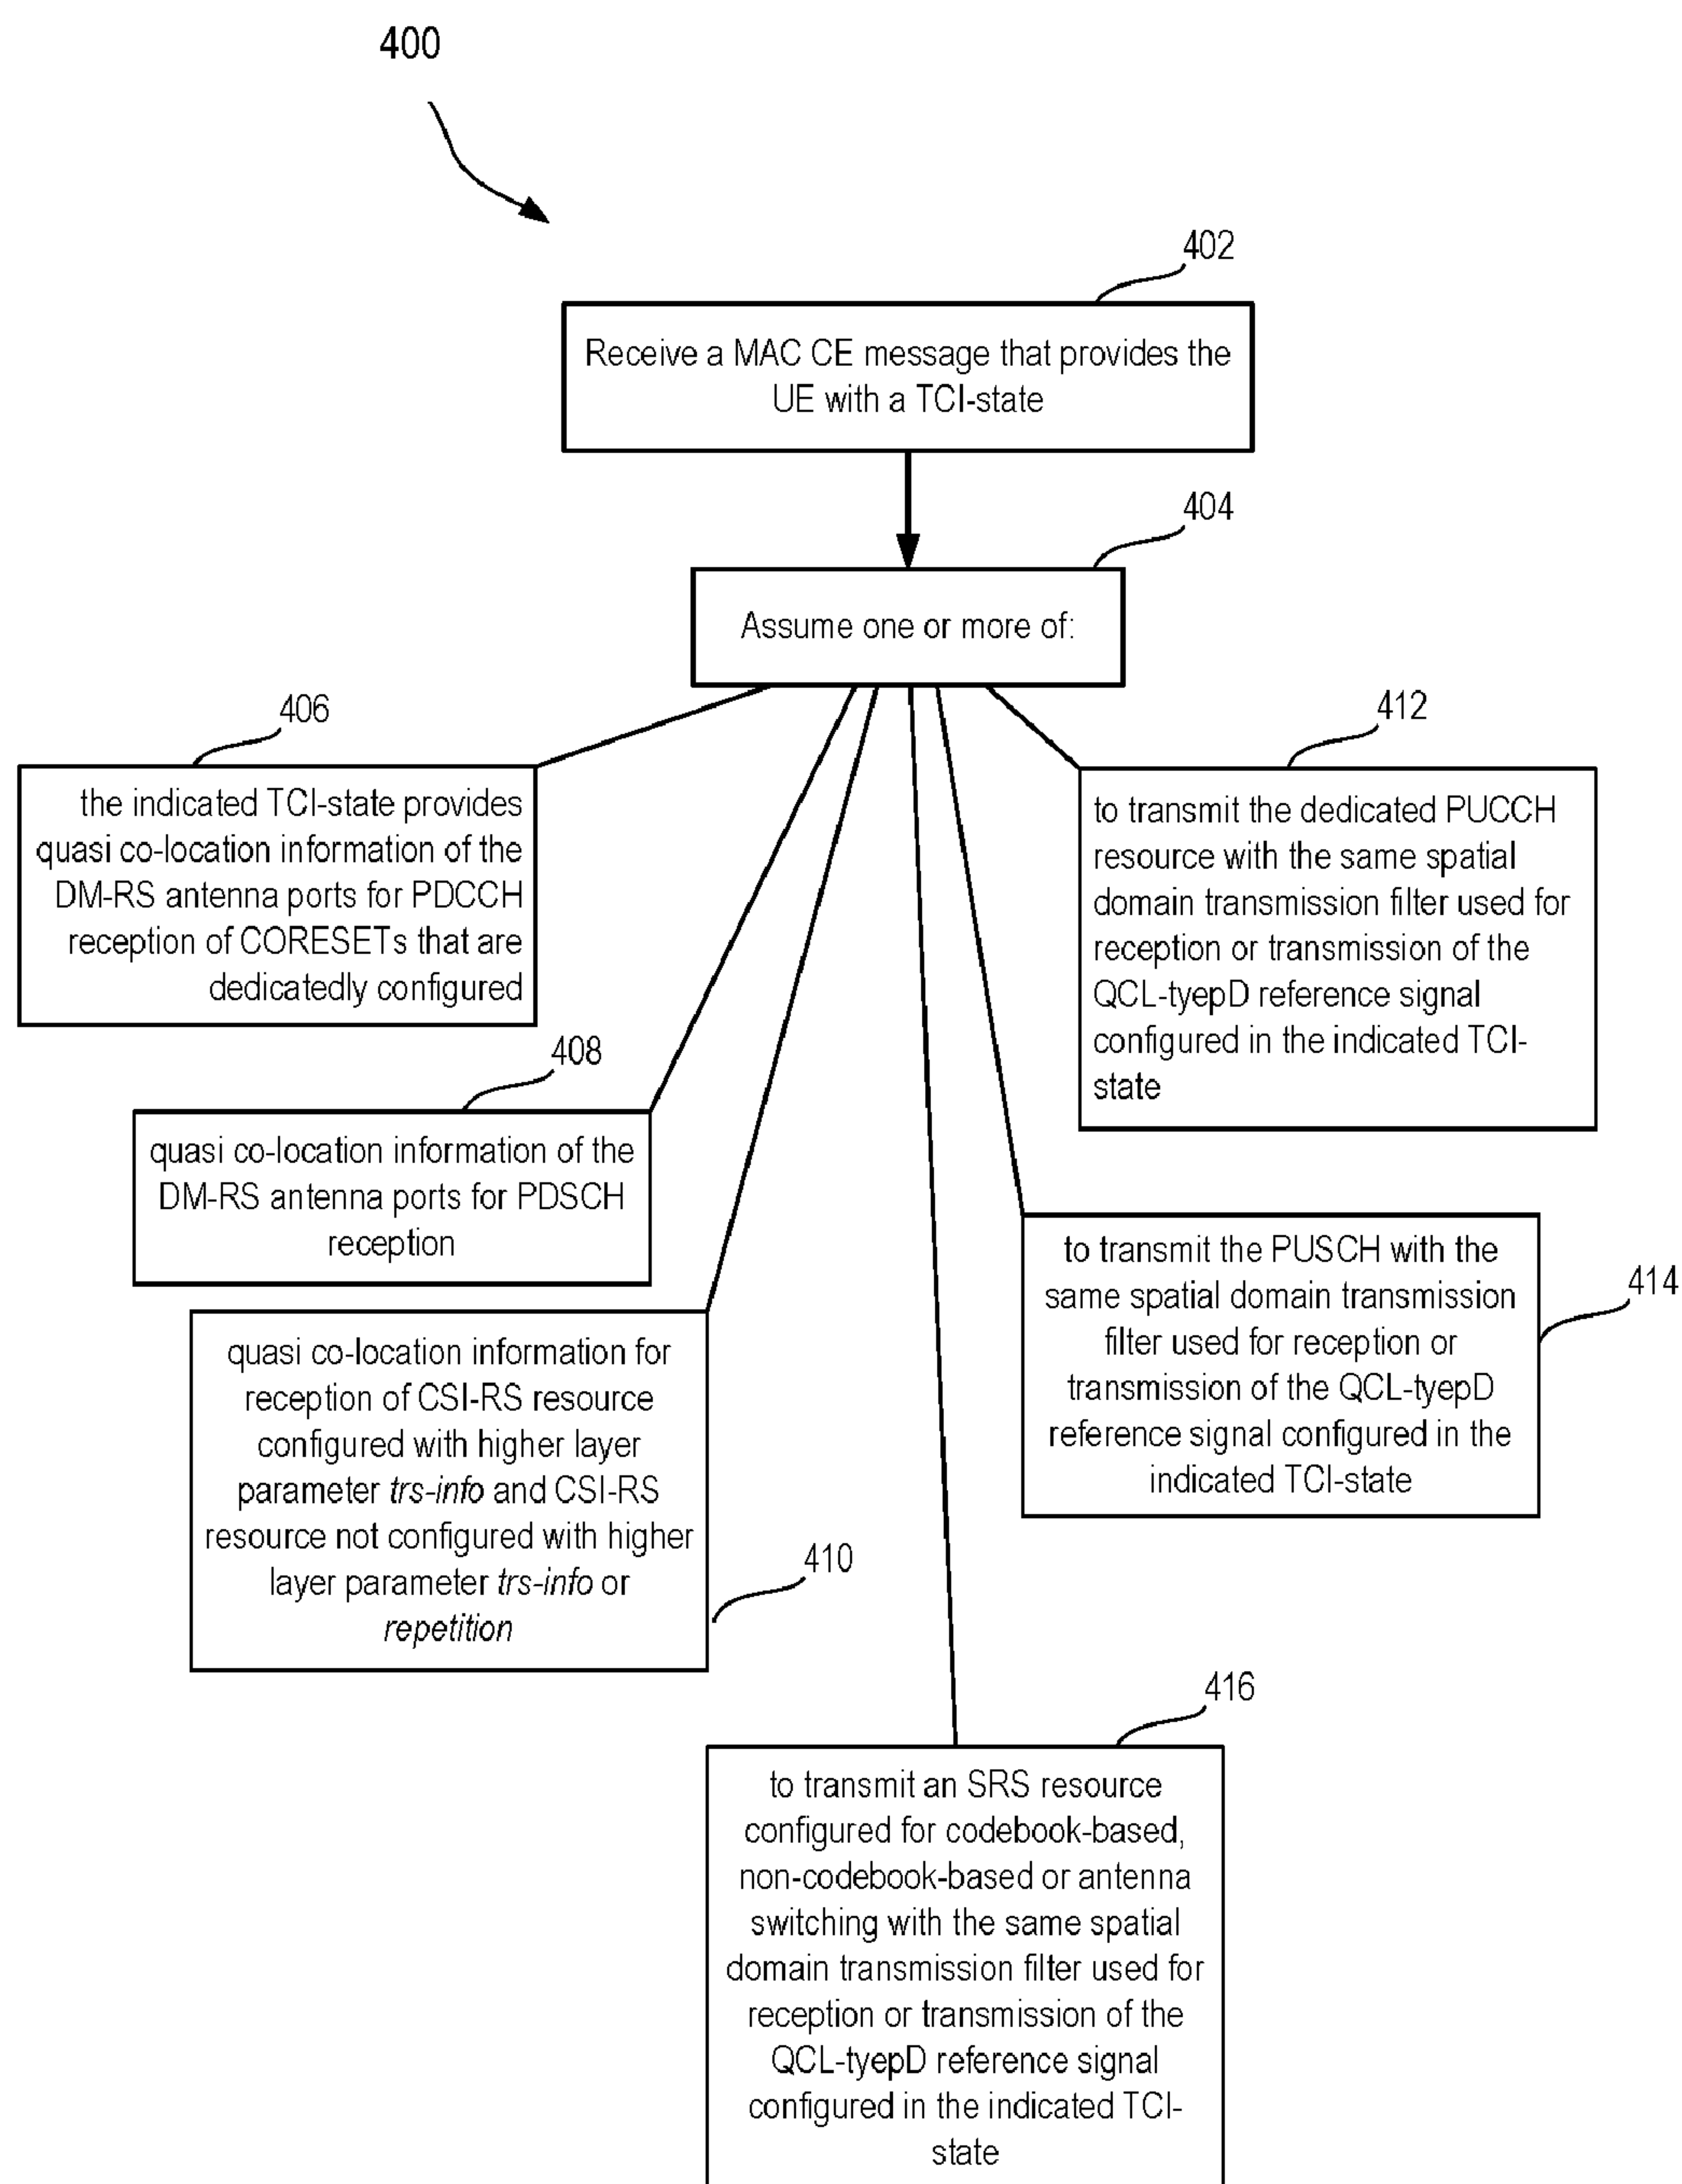 400
402
Receive a MAC CE message that provides the
UE with a TCI-state
404
Assume one or more of:
406
the indicated TCI-state provides
quasi co-location information of the
DM-RS antenna ports for PDCCH
reception of CORESETs that are
dedicatedly configured
408
quasi co-location information of the
DM-RS antenna ports for PDSCH
reception
410
quasi co-location information for
reception of CSI-RS resource
configured with higher layer
parameter trs-info and CSI-RS
resource not configured with higher
layer parameter trs-info or
repetition
412
to transmit the dedicated PUCCH
resource with the same spatial
domain transmission filter used for
reception or transmission of the
QCL-tyepD reference signal
configured in the indicated TCI-
state
414
to transmit the PUSCH with the
same spatial domain transmission
filter used for reception or
transmission of the QCL-tyepD
reference signal configured in the
indicated TCI-state
416
to transmit an SRS resource
configured for codebook-based,
non-codebook-based or antenna
switching with the same spatial
domain transmission filter used for
reception or transmission of the
QCL-tyepD reference signal
configured in the indicated TCI-
state